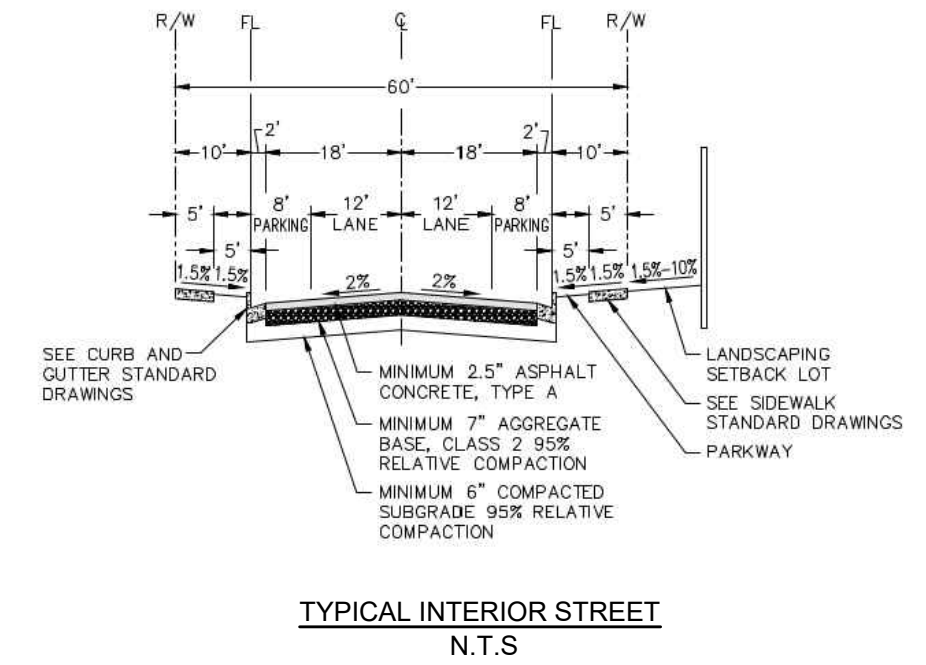 R/W FL ℄ FL R/W
60'
2' 2'
10' 18' 18' 10'
8' 12' 12' 8'
5' PARKING LANE LANE PARKING 5'
5' 5'
1.5% 1.5% 2% 2% 1.5% 1.5% 1.5%-10%
SEE CURB AND
GUTTER STANDARD
DRAWINGS
MINIMUM 2.5" ASPHALT
CONCRETE, TYPE A
MINIMUM 7" AGGREGATE
BASE, CLASS 2 95%
RELATIVE COMPACTION
MINIMUM 6" COMPACTED
SUBGRADE 95% RELATIVE
COMPACTION
LANDSCAPING
SETBACK LOT
SEE SIDEWALK
STANDARD DRAWINGS
PARKWAY
TYPICAL INTERIOR STREET
N.T.S